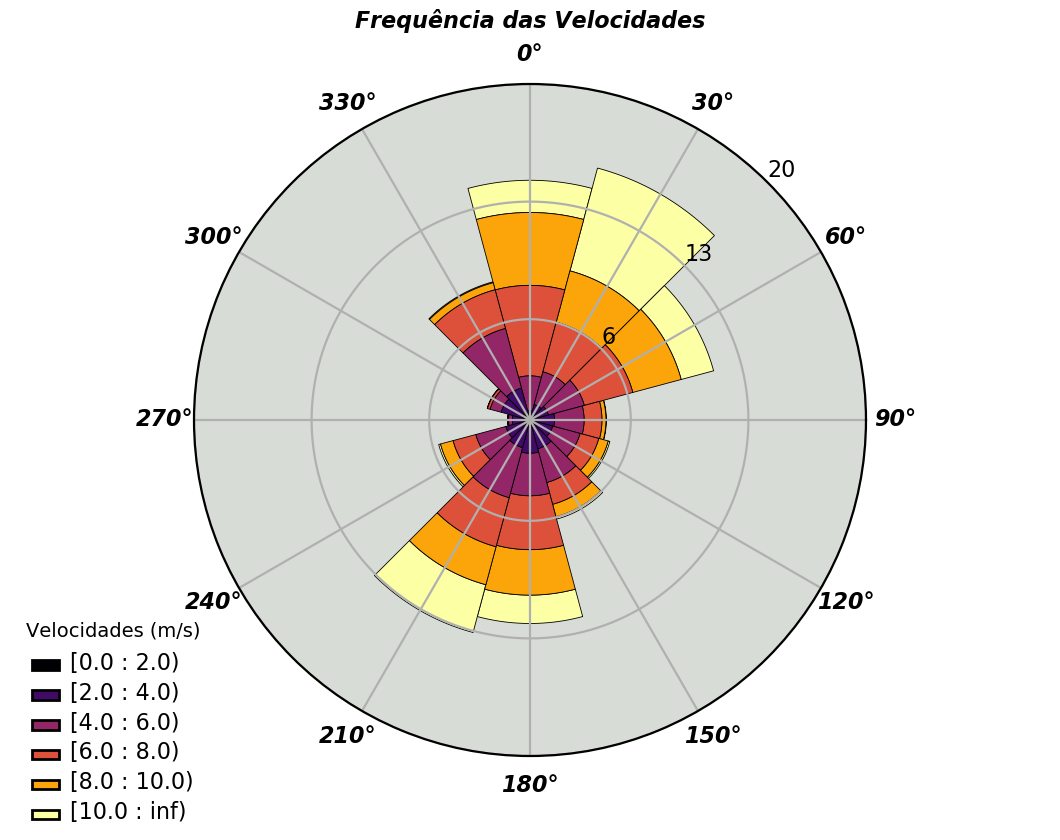 Frequência das Velocidades
0°
330°
30°
20
300°
60°
13
6
270°
90°
240°
120°
210°
150°
180°
Velocidades (m/s)
[0.0 : 2.0)
[2.0 : 4.0)
[4.0 : 6.0)
[6.0 : 8.0)
[8.0 : 10.0)
[10.0 : inf)